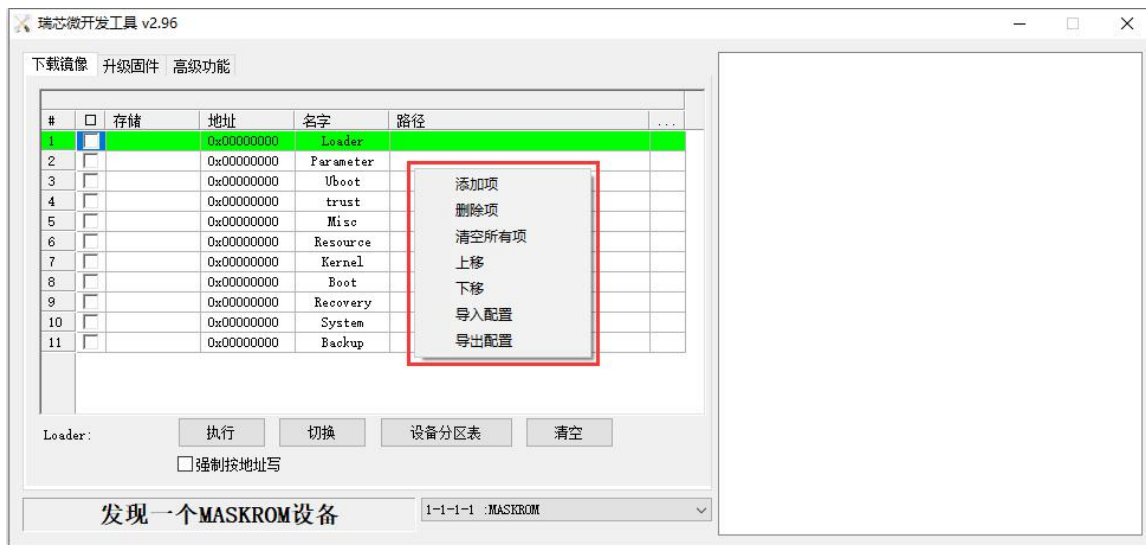 瑞芯微开发工具 v2.96
下载镜像 升级固件 高级功能
# 存储 地址 名字 路径 ...
1 0x00000000 Loader
2 0x00000000 Parameter
3 0x00000000 Uboot
4 0x00000000 trust
5 0x00000000 Misc
6 0x00000000 Resource
7 0x00000000 Kernel
8 0x00000000 Boot
9 0x00000000 Recovery
10 0x00000000 System
11 0x00000000 Backup
添加项
删除项
清空所有项
上移
下移
导入配置
导出配置
Loader: 执行 切换 设备分区表 清空
强制按地址写
发现一个MASKROM设备 1-1-1-1 :MASKROM